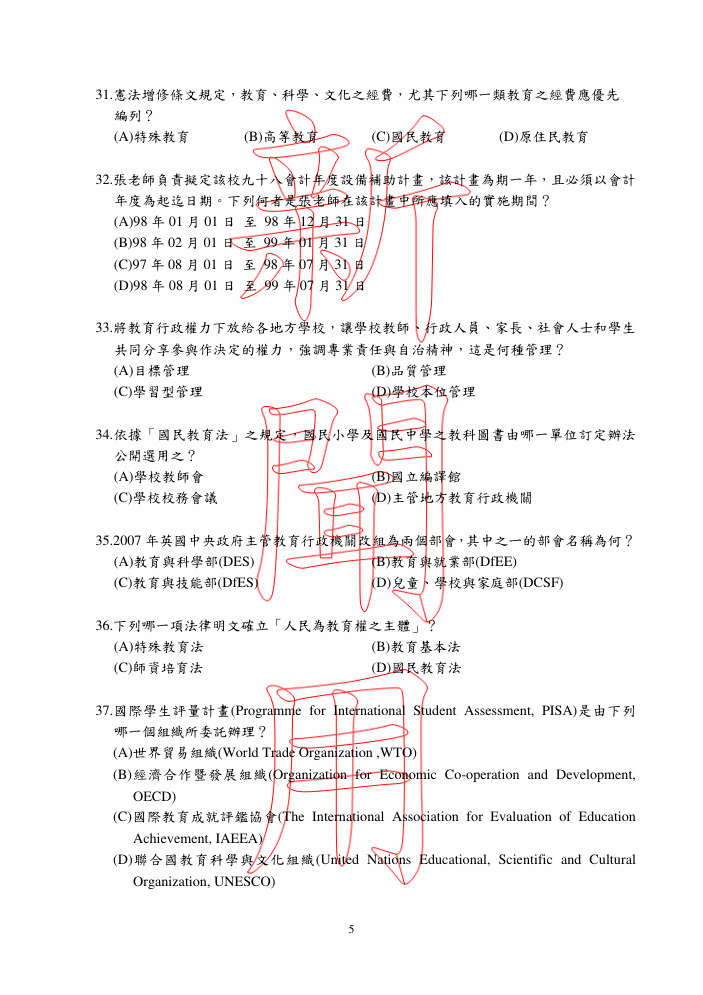 31.憲法增修條文規定，教育、科學、文化之經費，尤其下列哪一類教育之經費應優先
編列？
(A)特殊教育 (B)高等教育 (C)國民教育 (D)原住民教育
32.張老師負責擬定該校九十八會計年度設備補助計畫，該計畫為期一年，且必須以會計
年度為起迄日期。下列何者是張老師在該計畫中所應填入的實施期間？
(A)98 年 01 月 01 日 至 98 年 12 月 31 日
(B)98 年 02 月 01 日 至 99 年 01 月 31 日
(C)97 年 08 月 01 日 至 98 年 07 月 31 日
(D)98 年 08 月 01 日 至 99 年 07 月 31 日
33.將教育行政權力下放給各地方學校，讓學校教師、行政人員、家長、社會人士和學生
共同分享參與作決定的權力，強調專業責任與自治精神，這是何種管理？
(A)目標管理 (B)品質管理
(C)學習型管理 (D)學校本位管理
34.依據「國民教育法」之規定，國民小學及國民中學之教科圖書由哪一單位訂定辦法
公開選用之？
(A)學校教師會 (B)國立編譯館
(C)學校校務會議 (D)主管地方教育行政機關
35.2007 年英國中央政府主管教育行政機關改組為兩個部會，其中之一的部會名稱為何？
(A)教育與科學部(DES) (B)教育與就業部(DfEE)
(C)教育與技能部(DfES) (D)兒童、學校與家庭部(DCSF)
36.下列哪一項法律明文確立「人民為教育權之主體」？
(A)特殊教育法 (B)教育基本法
(C)師資培育法 (D)國民教育法
37.國際學生評量計畫(Programme for International Student Assessment, PISA)是由下列
哪一個組織所委託辦理？
(A)世界貿易組織(World Trade Organization ,WTO)
(B)經濟合作暨發展組織(Organization for Economic Co-operation and Development,
OECD)
(C)國際教育成就評鑑協會(The International Association for Evaluation of Education
Achievement, IAEEA)
(D)聯合國教育科學與文化組織(United Nations Educational, Scientific and Cultural
Organization, UNESCO)
5
新聞用